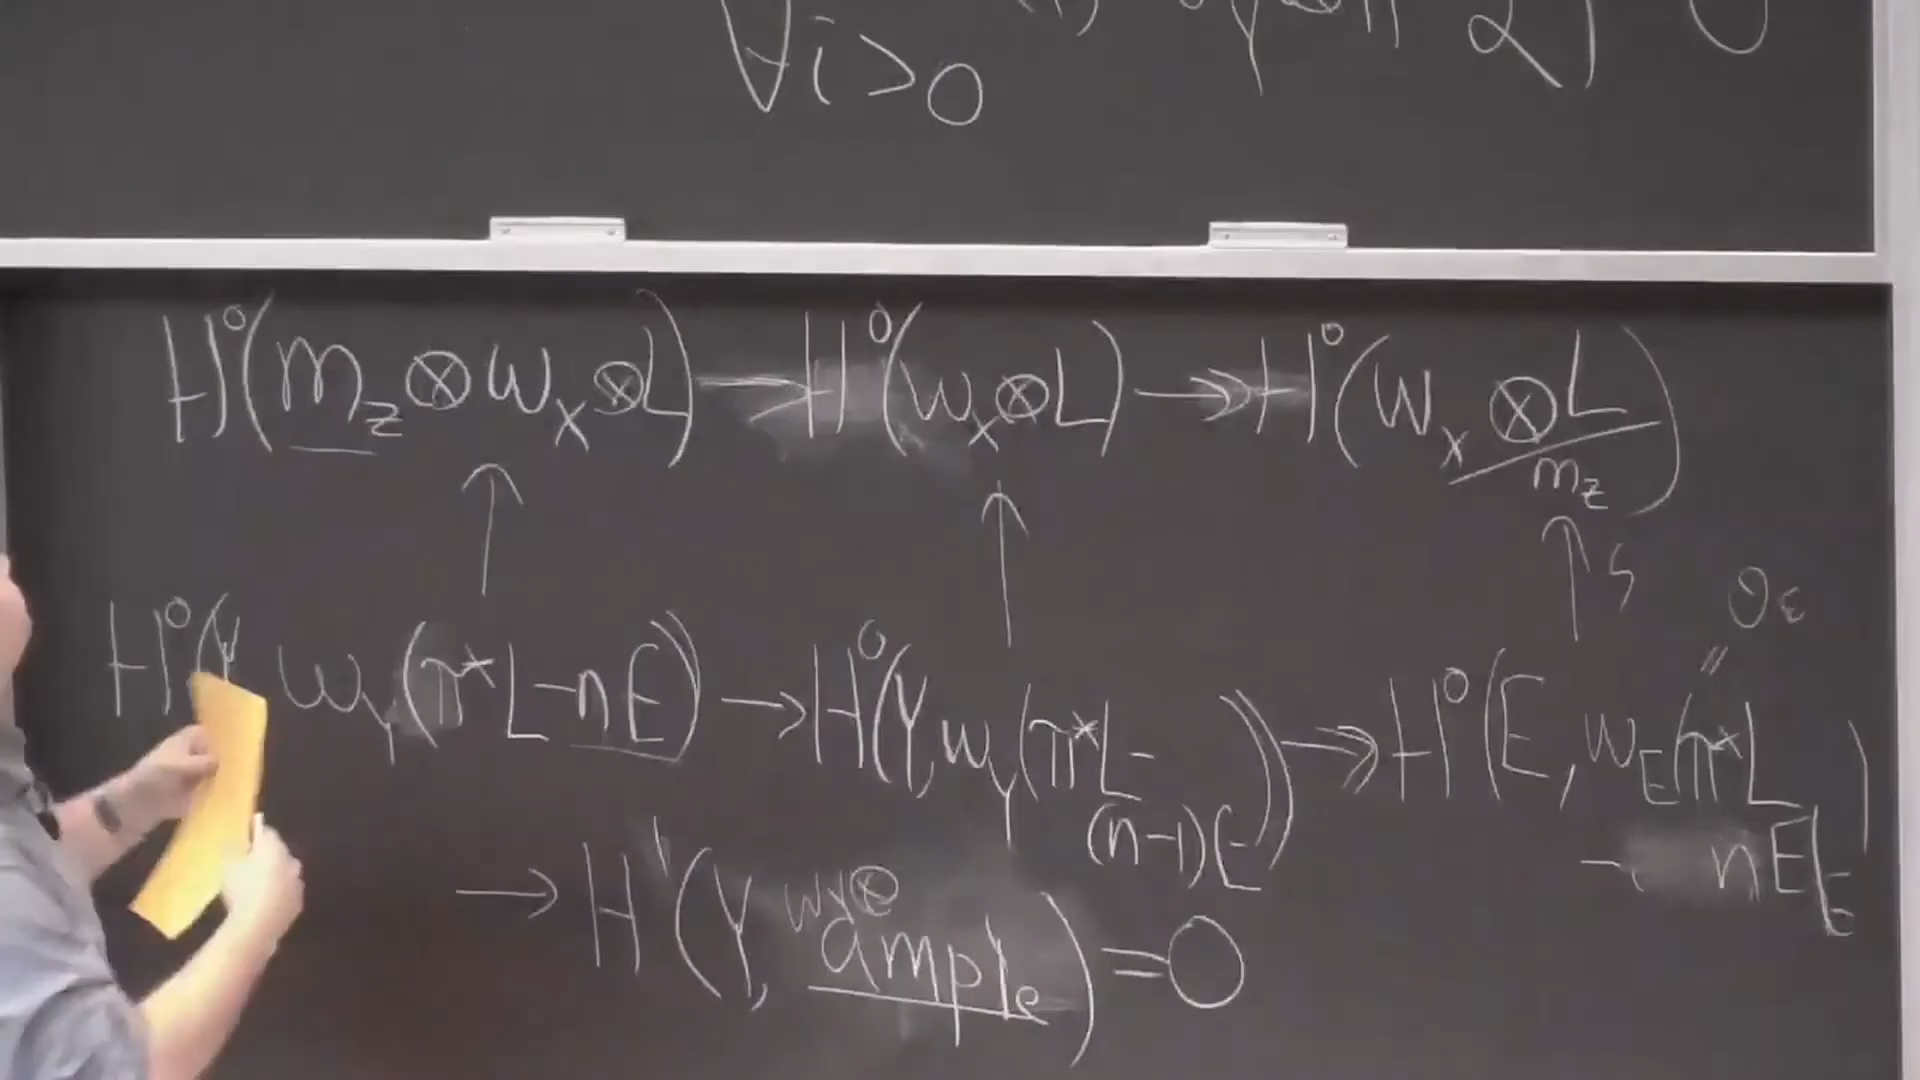 ∀i>0
H⁰(m_z ⊗ ω_X ⊗ L) → H⁰(ω_X ⊗ L) ↠ H⁰(ω_X ⊗ L / m_z)
↑ ↑ ↑ S O_E
H⁰(Y ω_Y(π*L - nE)) → H⁰(Y, ω_Y(π*L - (n-1)E)) ↠ H⁰(E, ω_E(π*L - nE|_E)
→ H¹(Y, ω_Y ⊗ ample) = 0